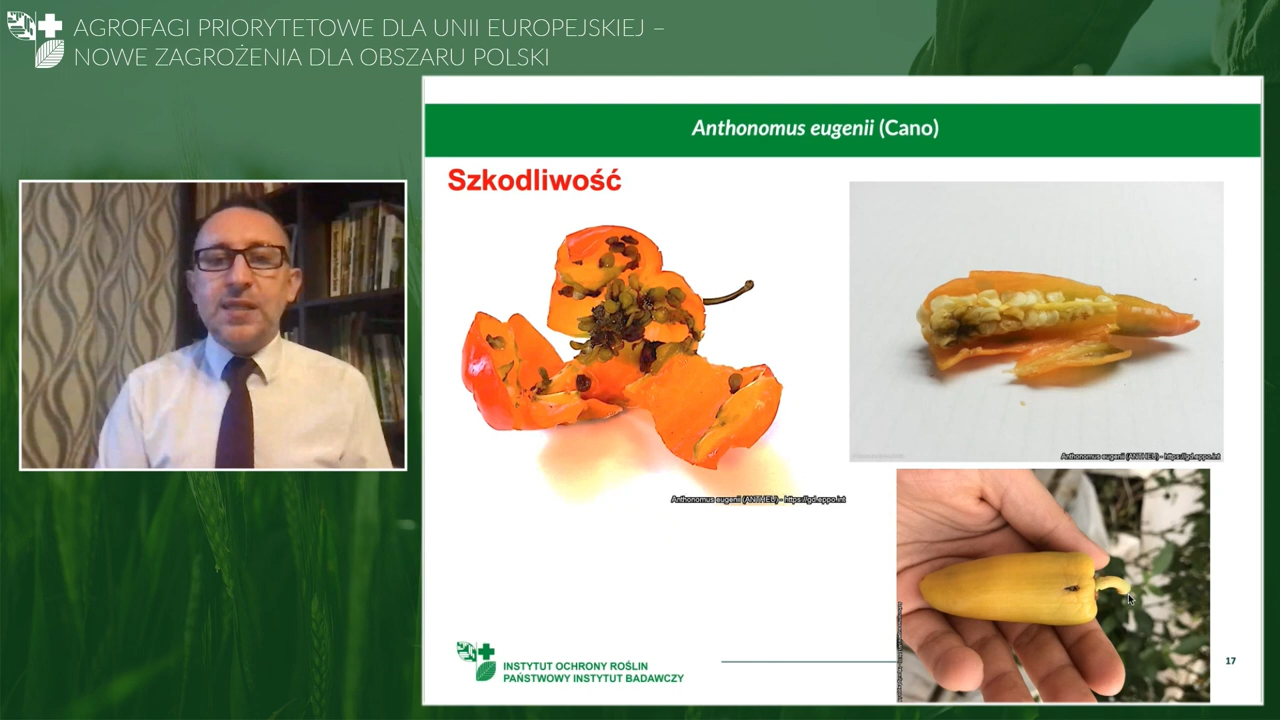 AGROFAGI PRIORYTETOWE DLA UNII EUROPEJSKIEJ –
NOWE ZAGROŻENIA DLA OBSZARU POLSKI
Anthonomus eugenii (Cano)
Szkodliwość
Anthonomus eugenii (ANTHEU) - https://gd.eppo.int
Anthonomus eugenii (ANTHEU) - https://gd.eppo.int
INSTYTUT OCHRONY ROŚLIN
PAŃSTWOWY INSTYTUT BADAWCZY
17